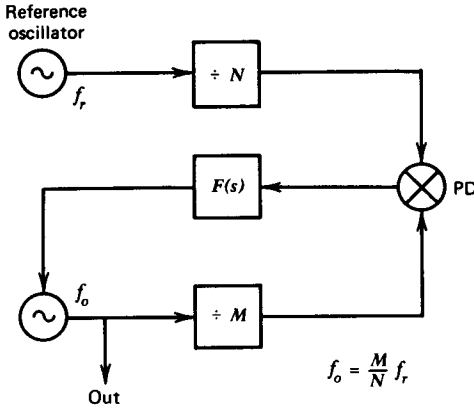 Reference
oscillator
÷ N
f_r
F(s)
PD
f_o
÷ M
f_o = M/N f_r
Out